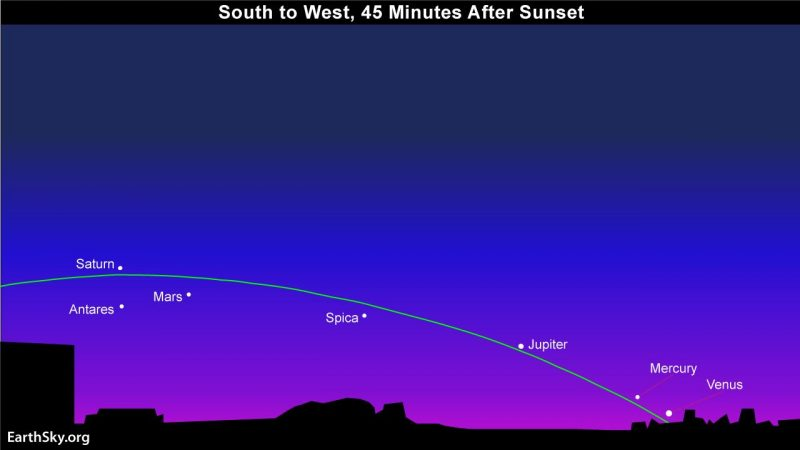 South to West, 45 Minutes After Sunset
Saturn
Mars
Antares
Spica
Jupiter
Mercury
Venus
EarthSky.org